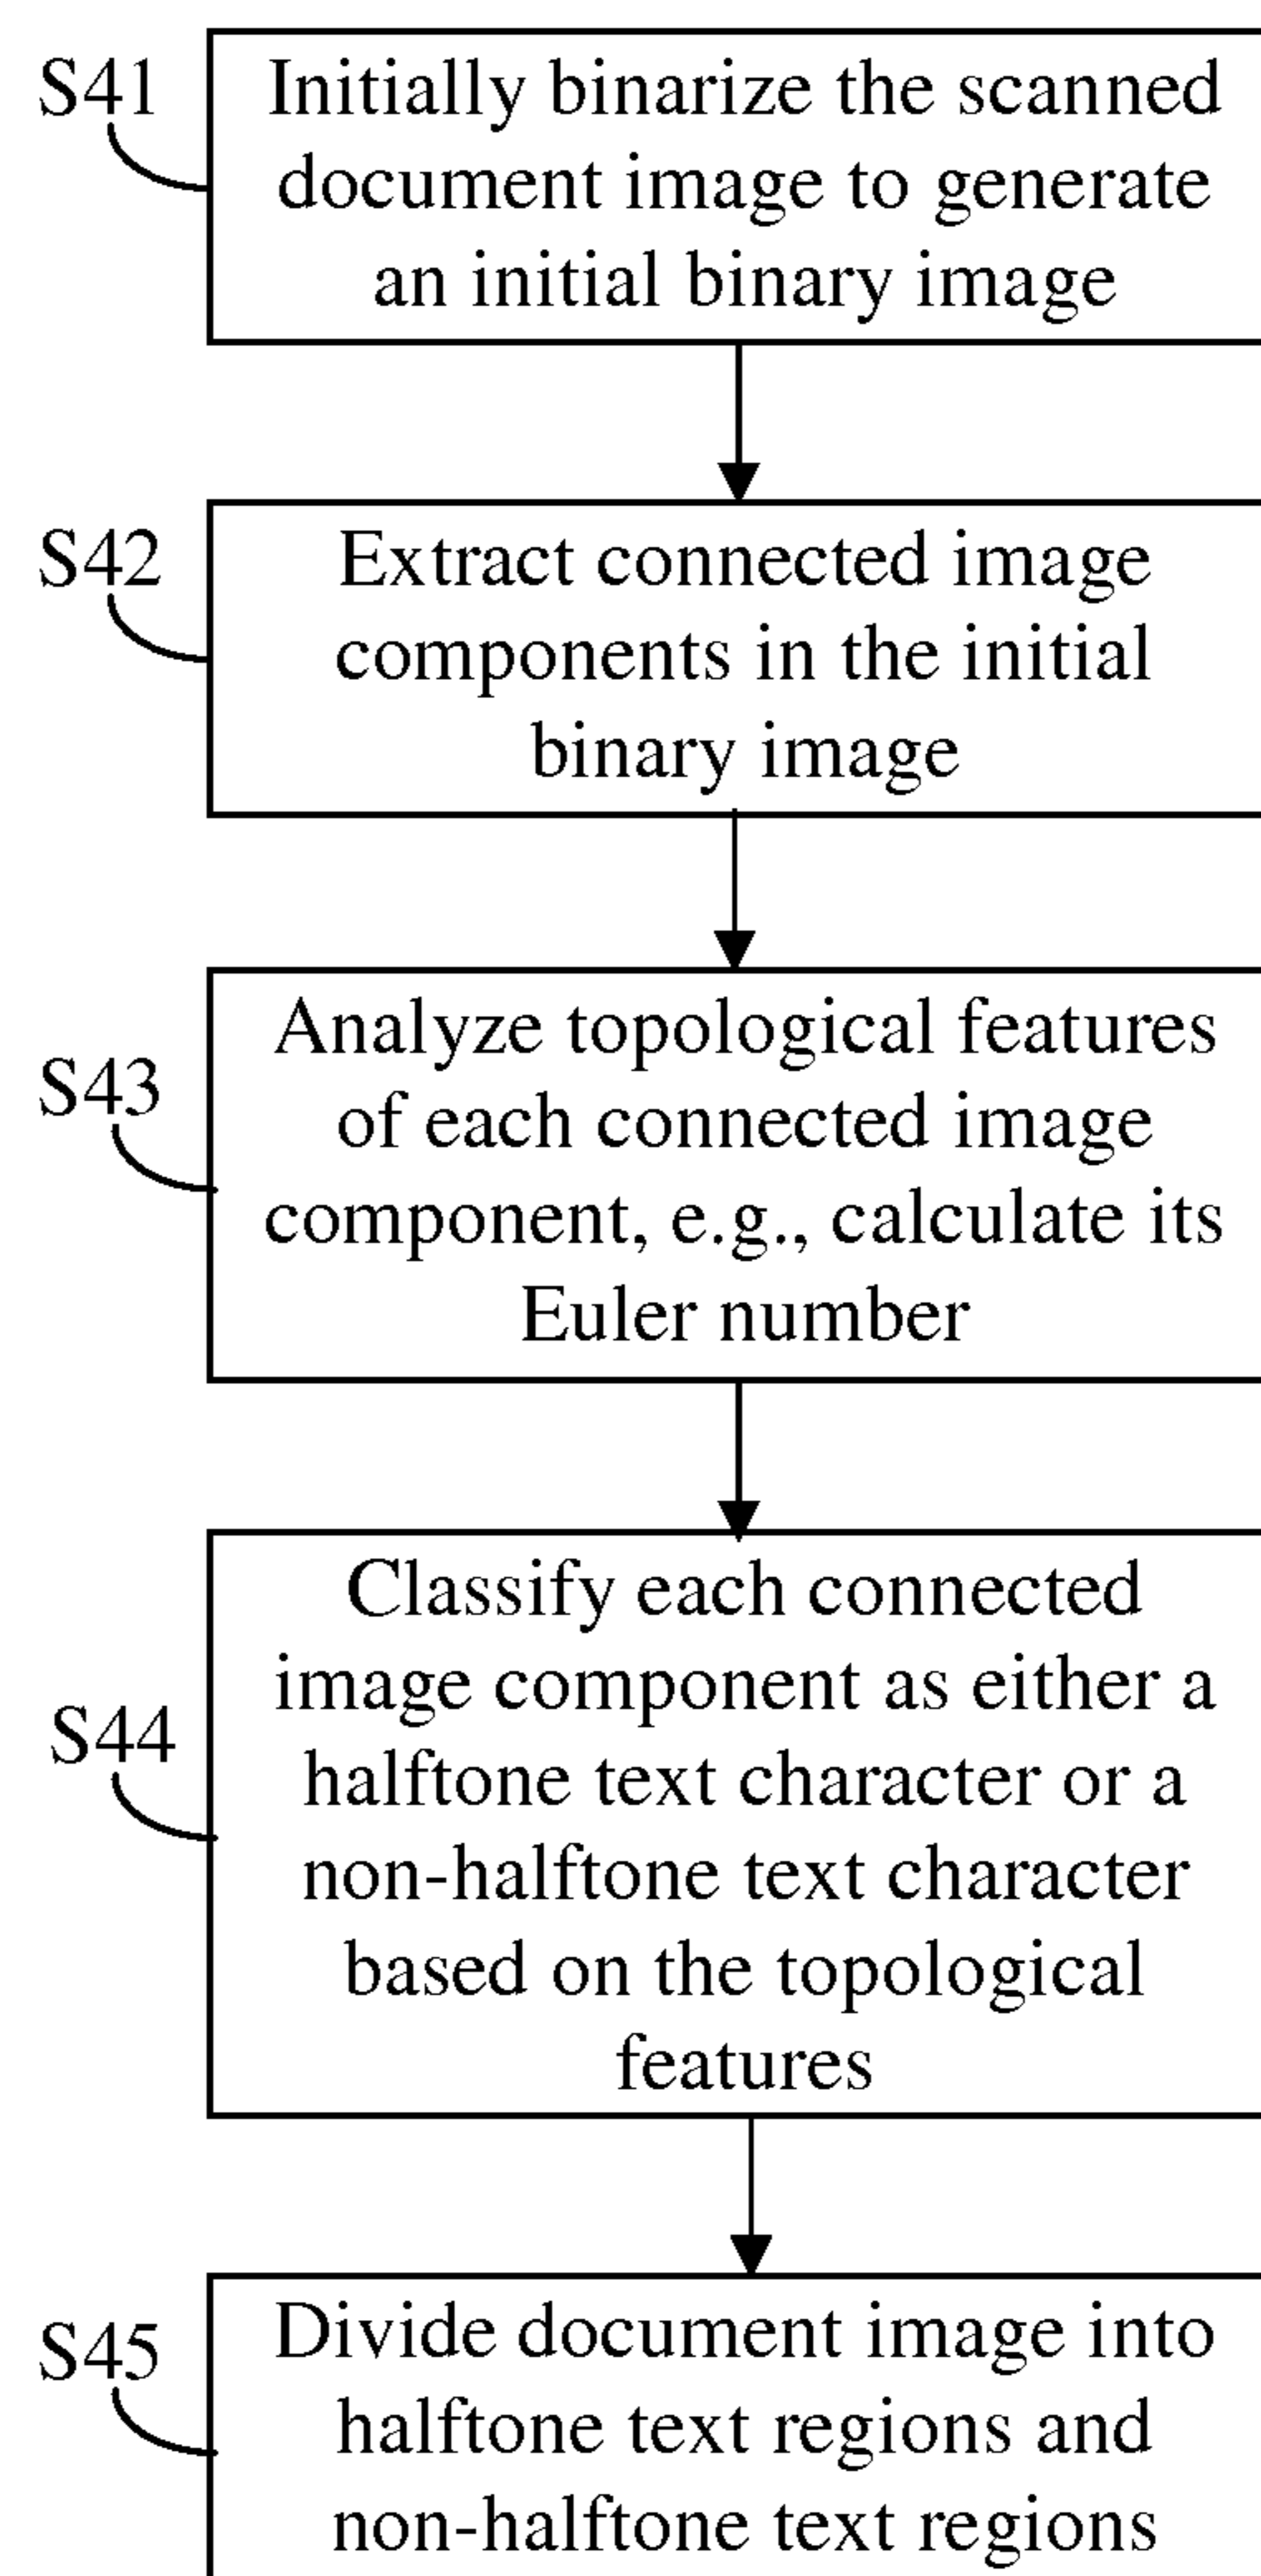 S41
Initially binarize the scanned
document image to generate
an initial binary image
S42
Extract connected image
components in the initial
binary image
S43
Analyze topological features
of each connected image
component, e.g., calculate its
Euler number
S44
Classify each connected
image component as either a
halftone text character or a
non-halftone text character
based on the topological
features
S45
Divide document image into
halftone text regions and
non-halftone text regions